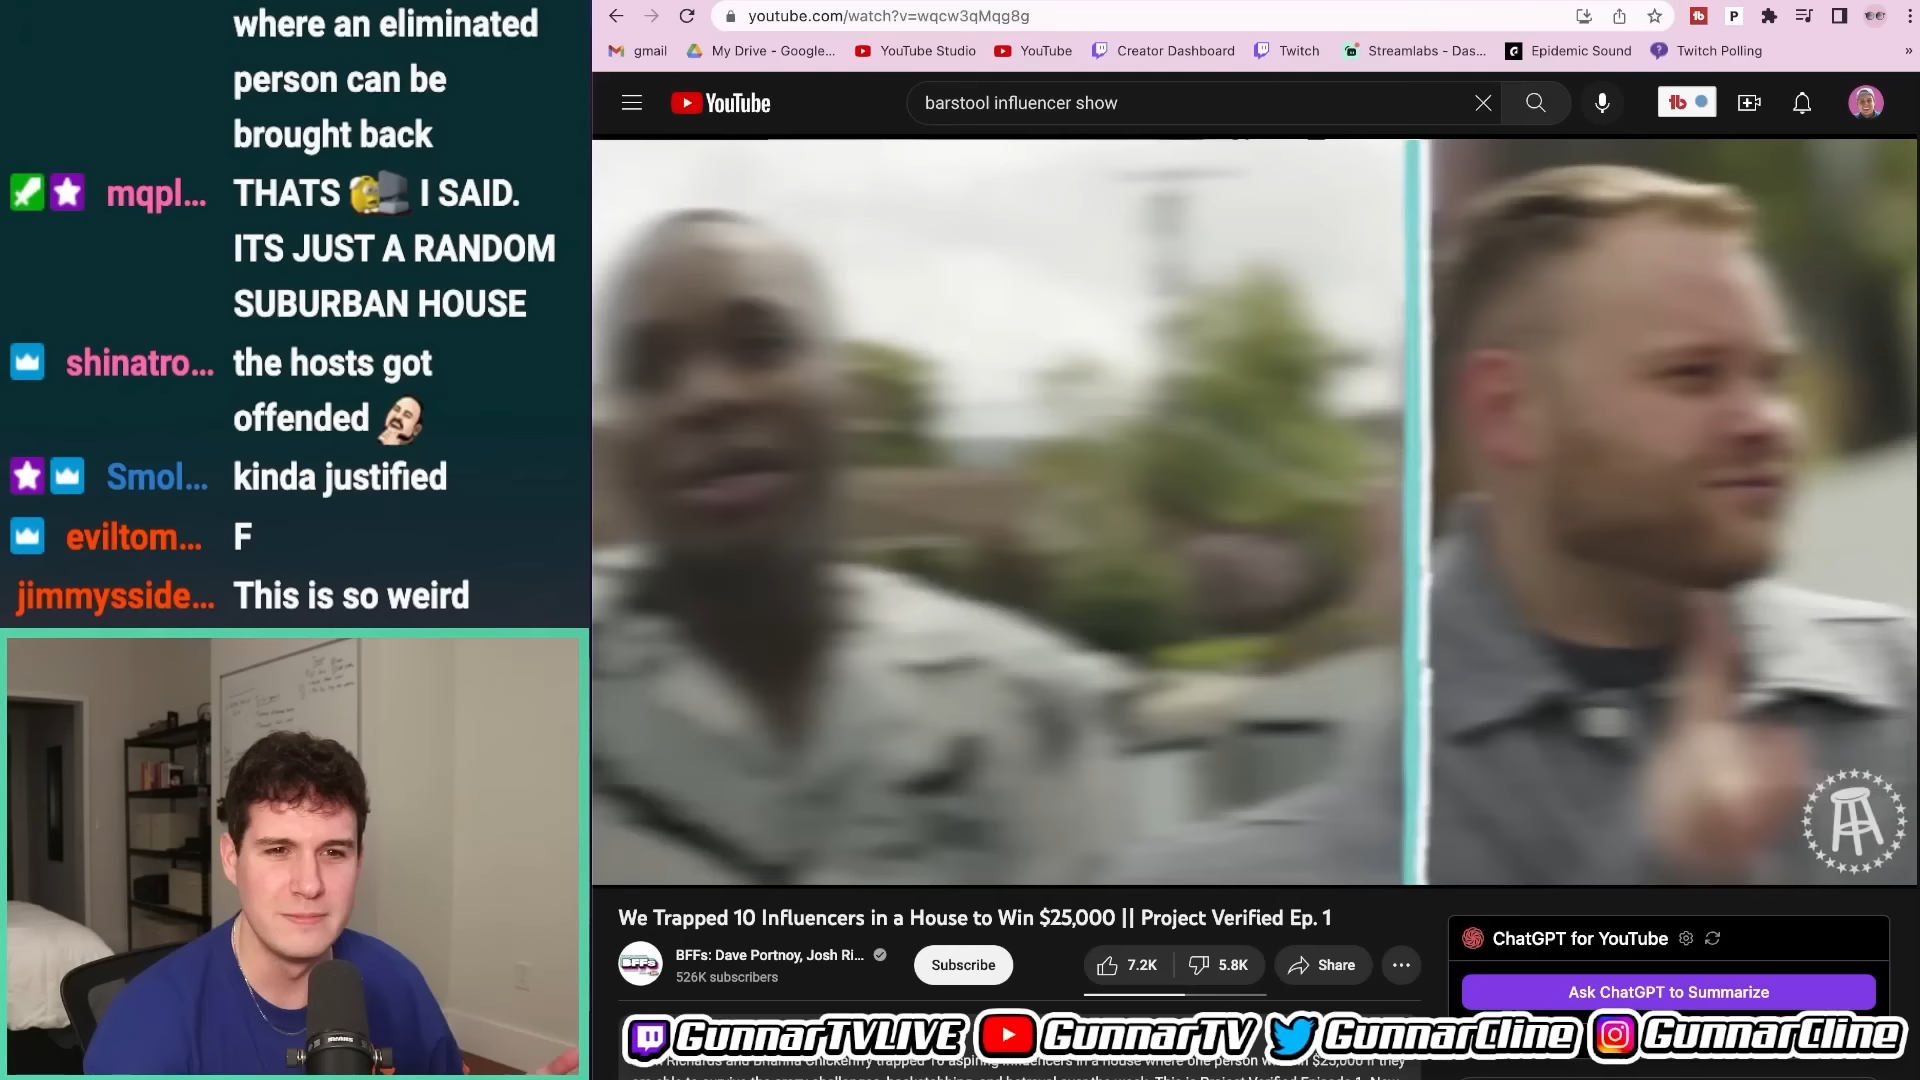 where an eliminated
person can be
brought back
mqpl... THATS I SAID.
ITS JUST A RANDOM
SUBURBAN HOUSE
shinatro... the hosts got
offended
Smol... kinda justified
eviltom... F
jimmysside... This is so weird
youtube.com/watch?v=wqcw3qMqg8g
gmail My Drive - Google... YouTube Studio YouTube Creator Dashboard Twitch Streamlabs - Das... Epidemic Sound Twitch Polling »
YouTube barstool influencer show tb
We Trapped 10 Influencers in a House to Win $25,000 || Project Verified Ep. 1
BFFs BFFs: Dave Portnoy, Josh Ri...
526K subscribers
Subscribe 7.2K 5.8K Share ...
ChatGPT for YouTube
Ask ChatGPT to Summarize
GunnarTVLIVE GunnarTV GunnarCline GunnarCline